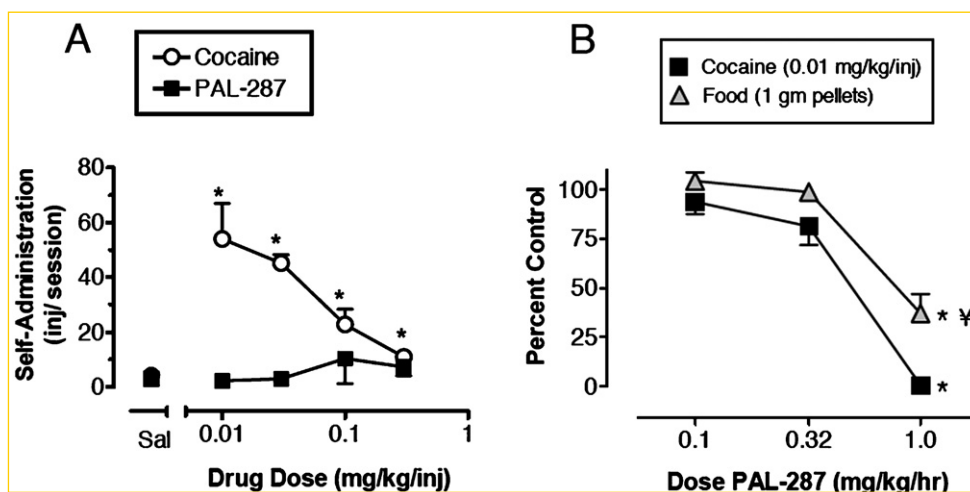 A
Cocaine
PAL-287
Self-Administration
(inj/session)
80
60
40
20
0
*
*
*
*
Sal
0.01
0.1
1
Drug Dose (mg/kg/inj)
B
Cocaine (0.01 mg/kg/inj)
Food (1 gm pellets)
Percent Control
100
75
50
25
0
* ¥
*
0.1
0.32
1.0
Dose PAL-287 (mg/kg/hr)